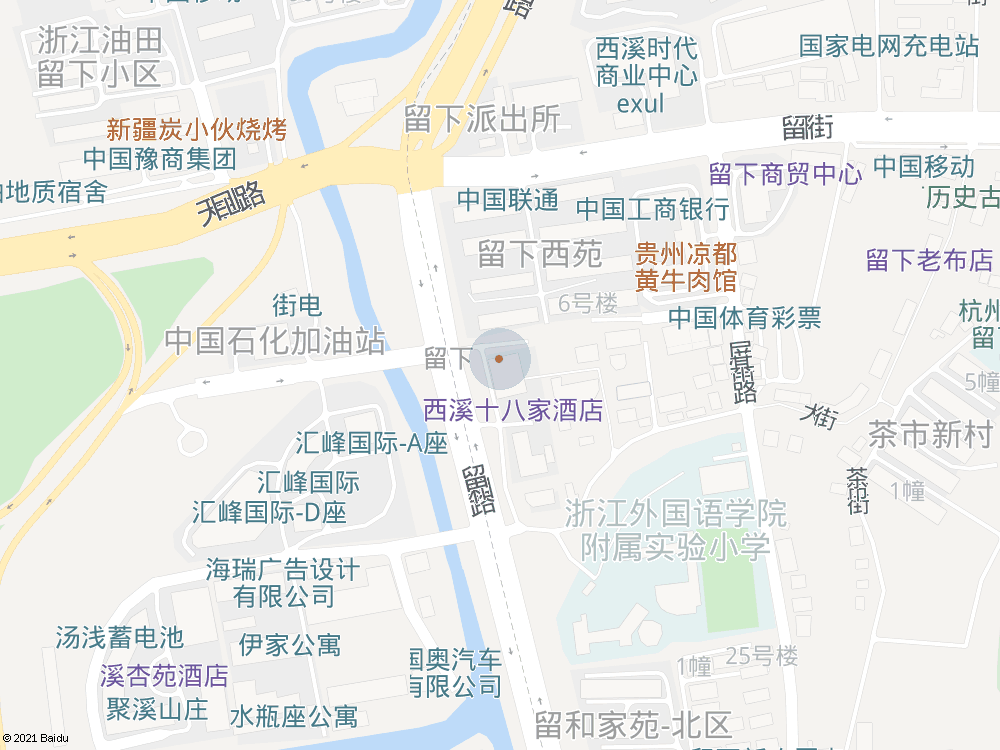 浙江油田
留下小区
西溪时代
商业中心
exul
国家电网充电站
新疆炭小伙烧烤
留下派出所
留街
中国豫商集团
中国移动
留下商贸中心
地质宿舍
天目山路
中国联通
中国工商银行
历史古
留下西苑
贵州凉都
黄牛肉馆
留下老布店
6号楼
街电
中国体育彩票
杭州
中国石化加油站
留下
屏基路
5幢
西溪十八家酒店
大街
茶市新村
汇峰国际-A座
汇峰国际
茶市街
1幢
留和路
汇峰国际-D座
浙江外国语学院
附属实验小学
海瑞广告设计
有限公司
汤浅蓄电池
伊家公寓
国奥汽车
有限公司
25号楼
1幢
溪杏苑酒店
聚溪山庄
水瓶座公寓
留和家苑-北区
© 2021 Baidu